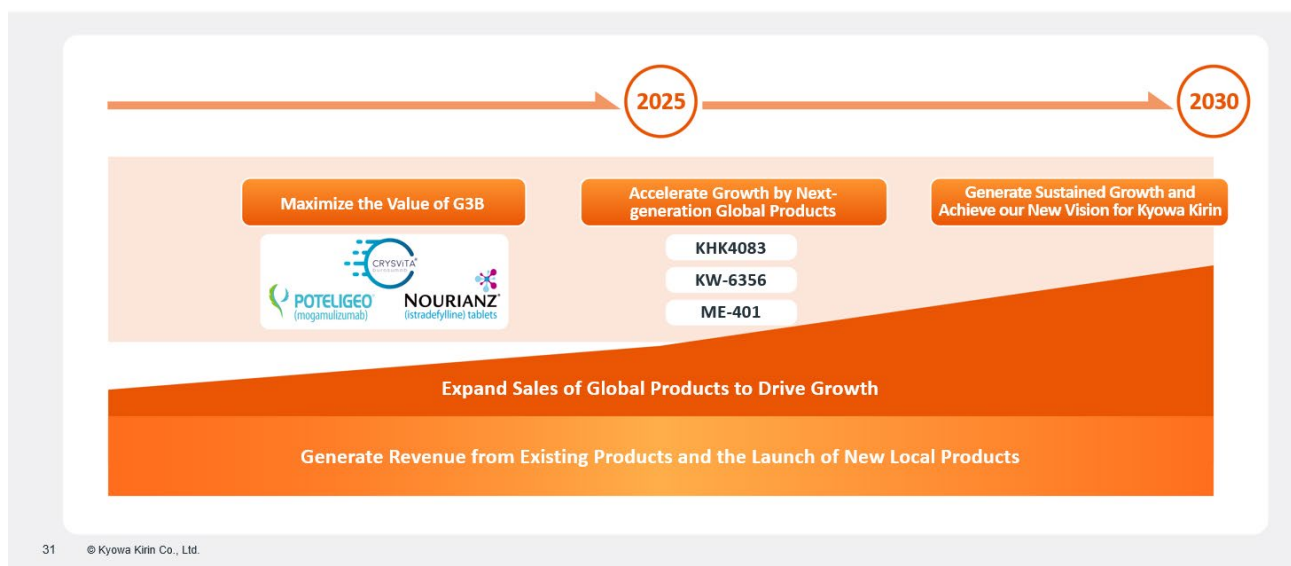 2025
2030
Maximize the Value of G3B
Accelerate Growth by Next-
generation Global Products
Generate Sustained Growth and
Achieve our New Vision for Kyowa Kirin
CRYSVITA®
POTELIGEO®
(mogamulizumab)
NOURIANZ®
(istradefylline) tablets
KHK4083
KW-6356
ME-401
Expand Sales of Global Products to Drive Growth
Generate Revenue from Existing Products and the Launch of New Local Products
31 © Kyowa Kirin Co., Ltd.